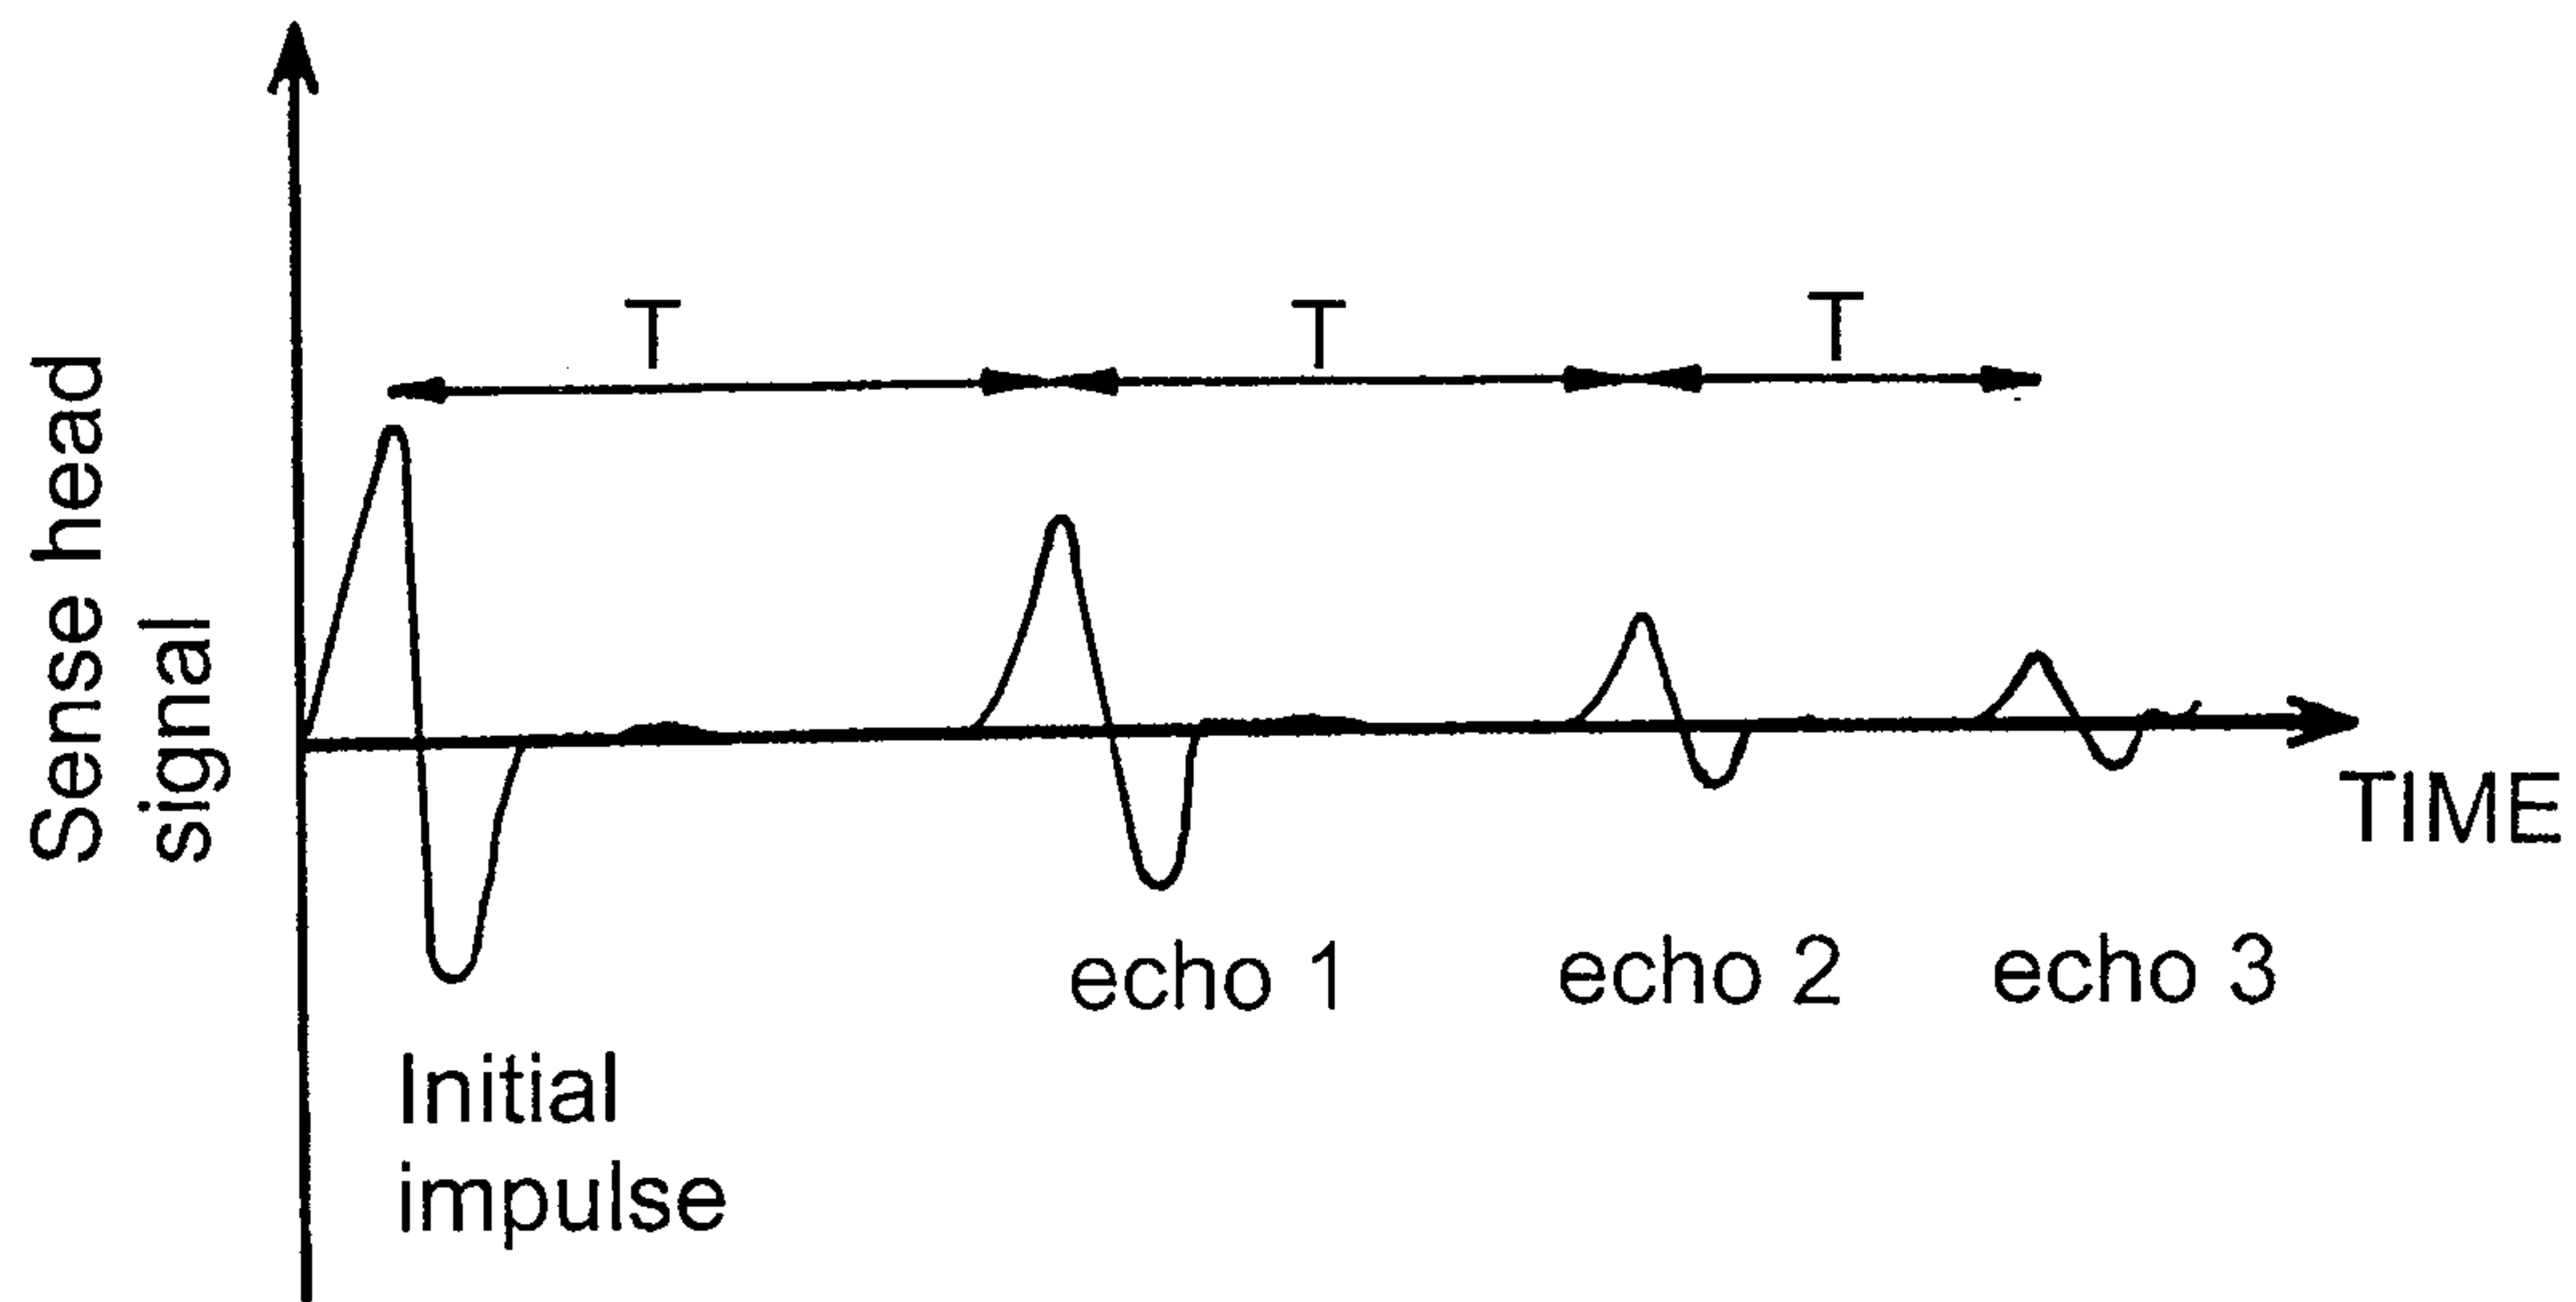 T
T
T
Sense head
signal
TIME
echo 1
echo 2
echo 3
Initial
impulse